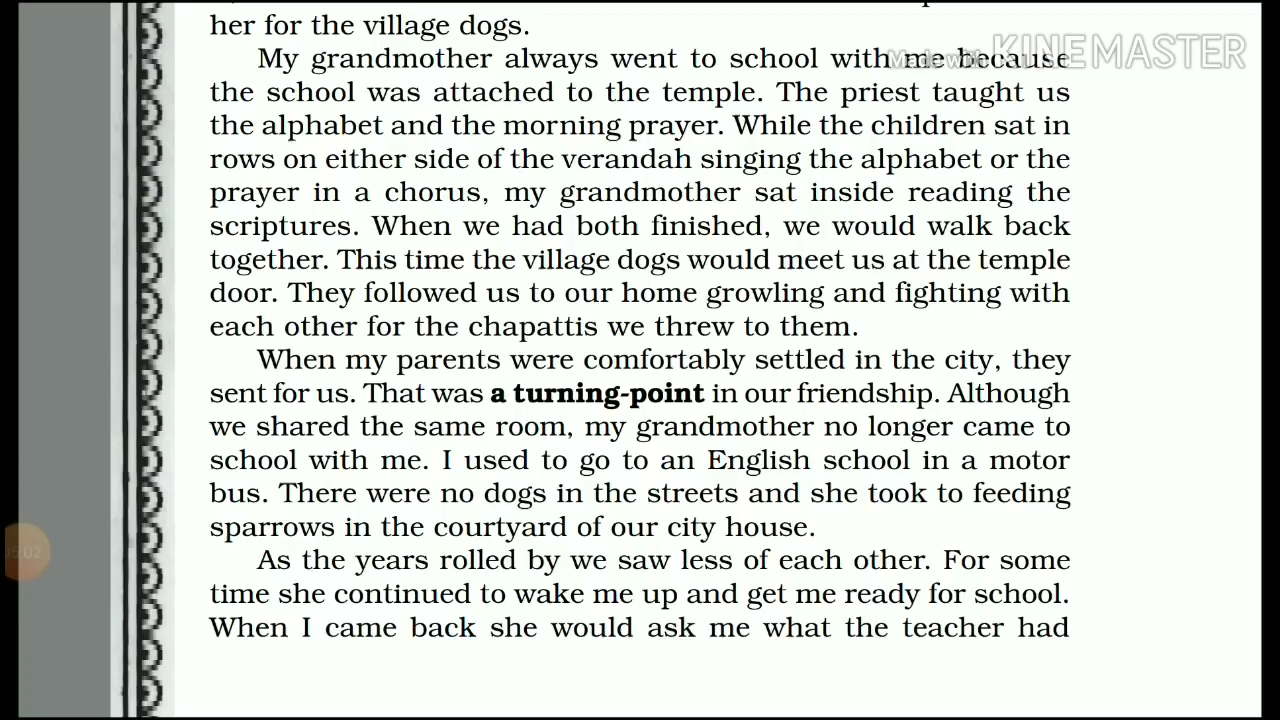 her for the village dogs.
My grandmother always went to school with me because
the school was attached to the temple. The priest taught us
the alphabet and the morning prayer. While the children sat in
rows on either side of the verandah singing the alphabet or the
prayer in a chorus, my grandmother sat inside reading the
scriptures. When we had both finished, we would walk back
together. This time the village dogs would meet us at the temple
door. They followed us to our home growling and fighting with
each other for the chapattis we threw to them.
When my parents were comfortably settled in the city, they
sent for us. That was a turning-point in our friendship. Although
we shared the same room, my grandmother no longer came to
school with me. I used to go to an English school in a motor
bus. There were no dogs in the streets and she took to feeding
sparrows in the courtyard of our city house.
As the years rolled by we saw less of each other. For some
time she continued to wake me up and get me ready for school.
When I came back she would ask me what the teacher had
Made with KINEMASTER
05:02